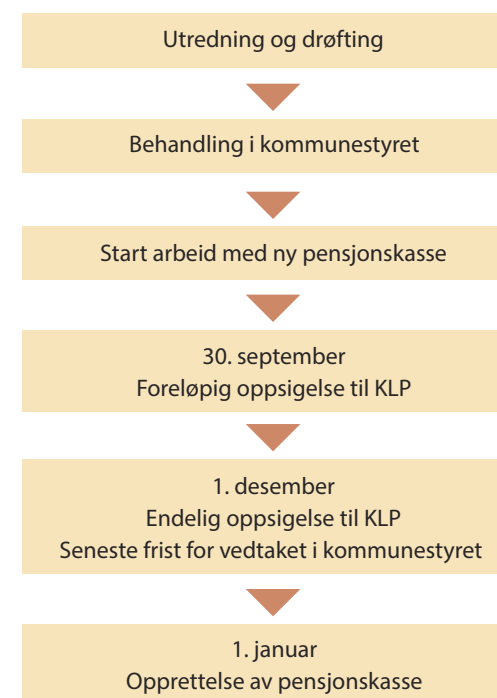 Utredning og drøfting
Behandling i kommunestyret
Start arbeid med ny pensjonskasse
30. september
Foreløpig oppsigelse til KLP
1. desember
Endelig oppsigelse til KLP
Seneste frist for vedtaket i kommunestyret
1. januar
Opprettelse av pensjonskasse